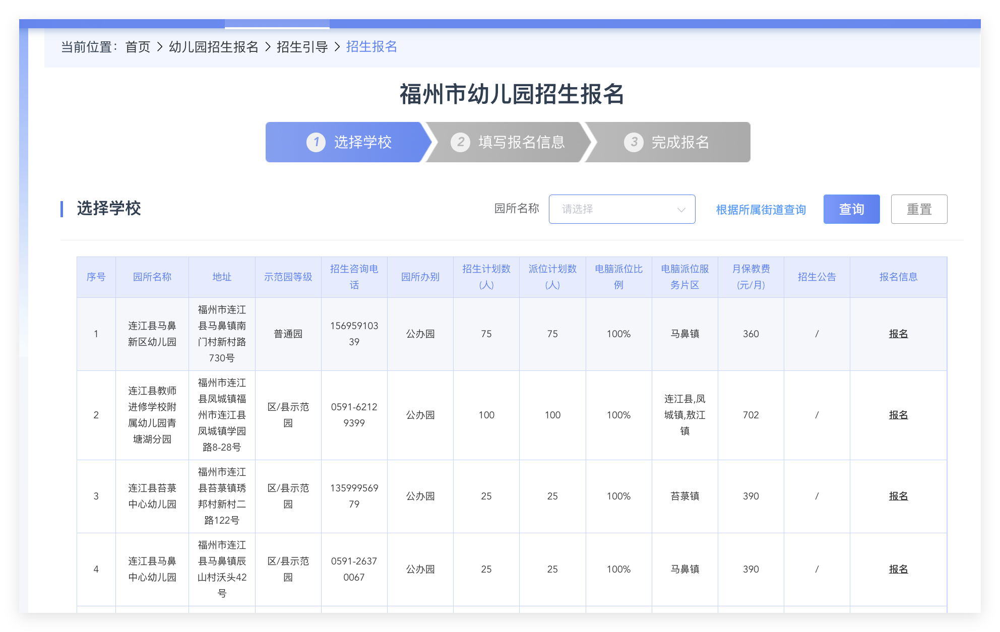 当前位置：首页 > 幼儿园招生报名 > 招生引导 > 招生报名
福州市幼儿园招生报名
1 选择学校
2 填写报名信息
3 完成报名
选择学校
园所名称
请选择
根据所属街道查询
查询
重置
序号
园所名称
地址
示范园等级
招生咨询电
话
园所办别
招生计划数
(人)
派位计划数
(人)
电脑派位比
例
电脑派位服
务片区
月保教费
(元/月)
招生公告
报名信息
1
连江县马鼻
新区幼儿园
福州市连江
县马鼻镇南
门村新村路
730号
普通园
156959103
39
公办园
75
75
100%
马鼻镇
360
/
报名
2
连江县教师
进修学校附
属幼儿园青
塘湖分园
福州市连江
县凤城镇福
州市连江县
凤城镇学园
路8-28号
区/县示范
园
0591-6212
9399
公办园
100
100
100%
连江县,凤
城镇,敖江
镇
702
/
报名
3
连江县苔菉
中心幼儿园
福州市连江
县苔菉镇琇
邦村新村二
路122号
区/县示范
园
135999569
79
公办园
25
25
100%
苔菉镇
390
/
报名
4
连江县马鼻
中心幼儿园
福州市连江
县马鼻镇辰
山村沃头42
号
区/县示范
园
0591-2637
0067
公办园
25
25
100%
马鼻镇
390
/
报名